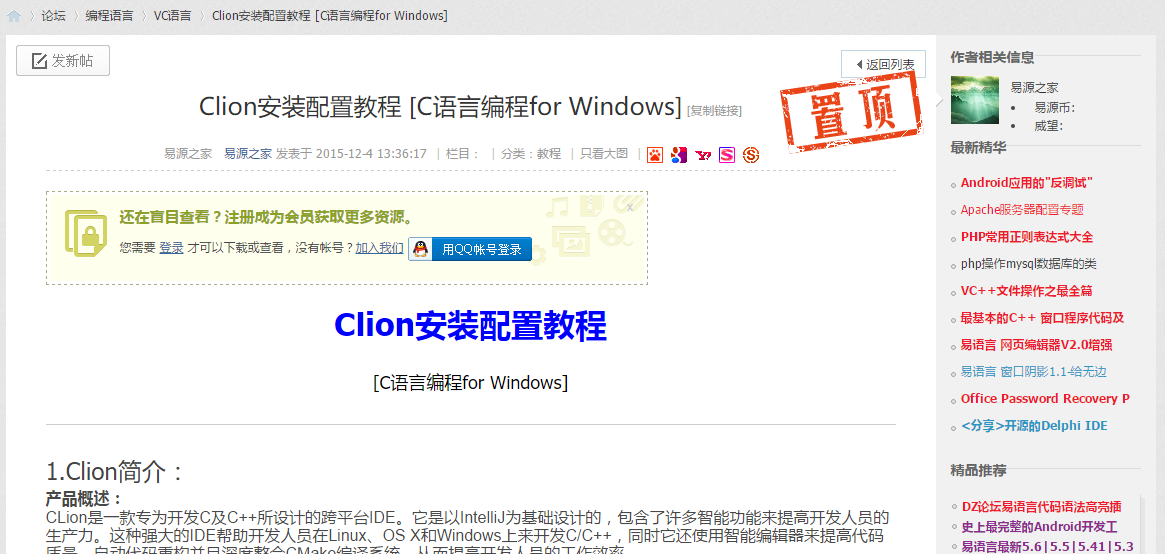 论坛 编程语言 VC语言 Clion安装配置教程 [C语言编程for Windows]
发新帖
返回列表
置顶
Clion安装配置教程 [C语言编程for Windows] [复制链接]
易源之家 易源之家 发表于 2015-12-4 13:36:17 | 栏目： | 分类：教程 | 只看大图 |
还在盲目查看？注册成为会员获取更多资源。
x
您需要 登录 才可以下载或查看，没有帐号？加入我们 用QQ帐号登录
Clion安装配置教程
[C语言编程for Windows]
1.Clion简介：
产品概述：
CLion是一款专为开发C及C++所设计的跨平台IDE。它是以IntelliJ为基础设计的，包含了许多智能功能来提高开发人员的
生产力。这种强大的IDE帮助开发人员在Linux、OS X和Windows上来开发C/C++，同时它还使用智能编辑器来提高代码
质量、自动代码重构并且深度整合CMake编译系统，从而提高开发人员的工作效率。
作者相关信息
易源之家
• 易源币：
• 威望：
最新精华
Android应用的"反调试"
Apache服务器配置专题
PHP常用正则表达式大全
php操作mysql数据库的类
VC++文件操作之最全篇
最基本的C++ 窗口程序代码及
易语言 网页编辑器V2.0增强
易语言 窗口阴影1.1-给无边
Office Password Recovery P
<分享>开源的Delphi IDE
精品推荐
DZ论坛易语言代码语法高亮插
史上最完整的Android开发工
易语言最新5.6|5.5|5.41|5.3